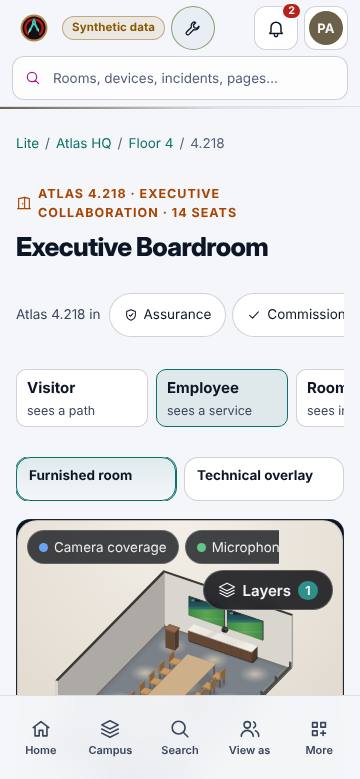 Synthetic data
2
PA
Rooms, devices, incidents, pages...
Lite / Atlas HQ / Floor 4 / 4.218
ATLAS 4.218 · EXECUTIVE
COLLABORATION · 14 SEATS
Executive Boardroom
Atlas 4.218 in
Assurance
Commission
Visitor
sees a path
Employee
sees a service
Room
sees in
Furnished room
Technical overlay
Camera coverage
Microphon
Layers 1
Home
Campus
Search
View as
More